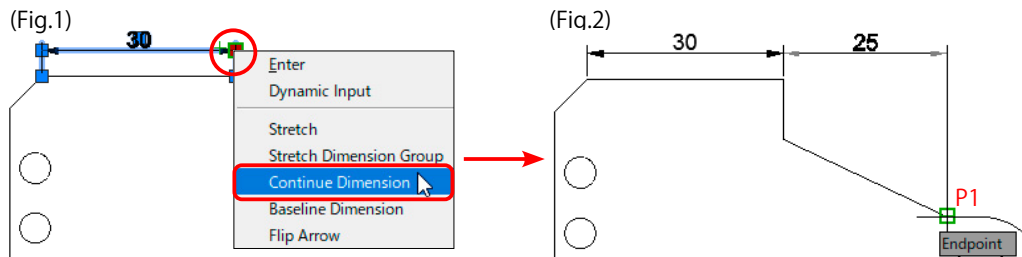 (Fig.1)
30
Enter
Dynamic Input
Stretch
Stretch Dimension Group
Continue Dimension
Baseline Dimension
Flip Arrow
(Fig.2)
30
25
P1
Endpoint